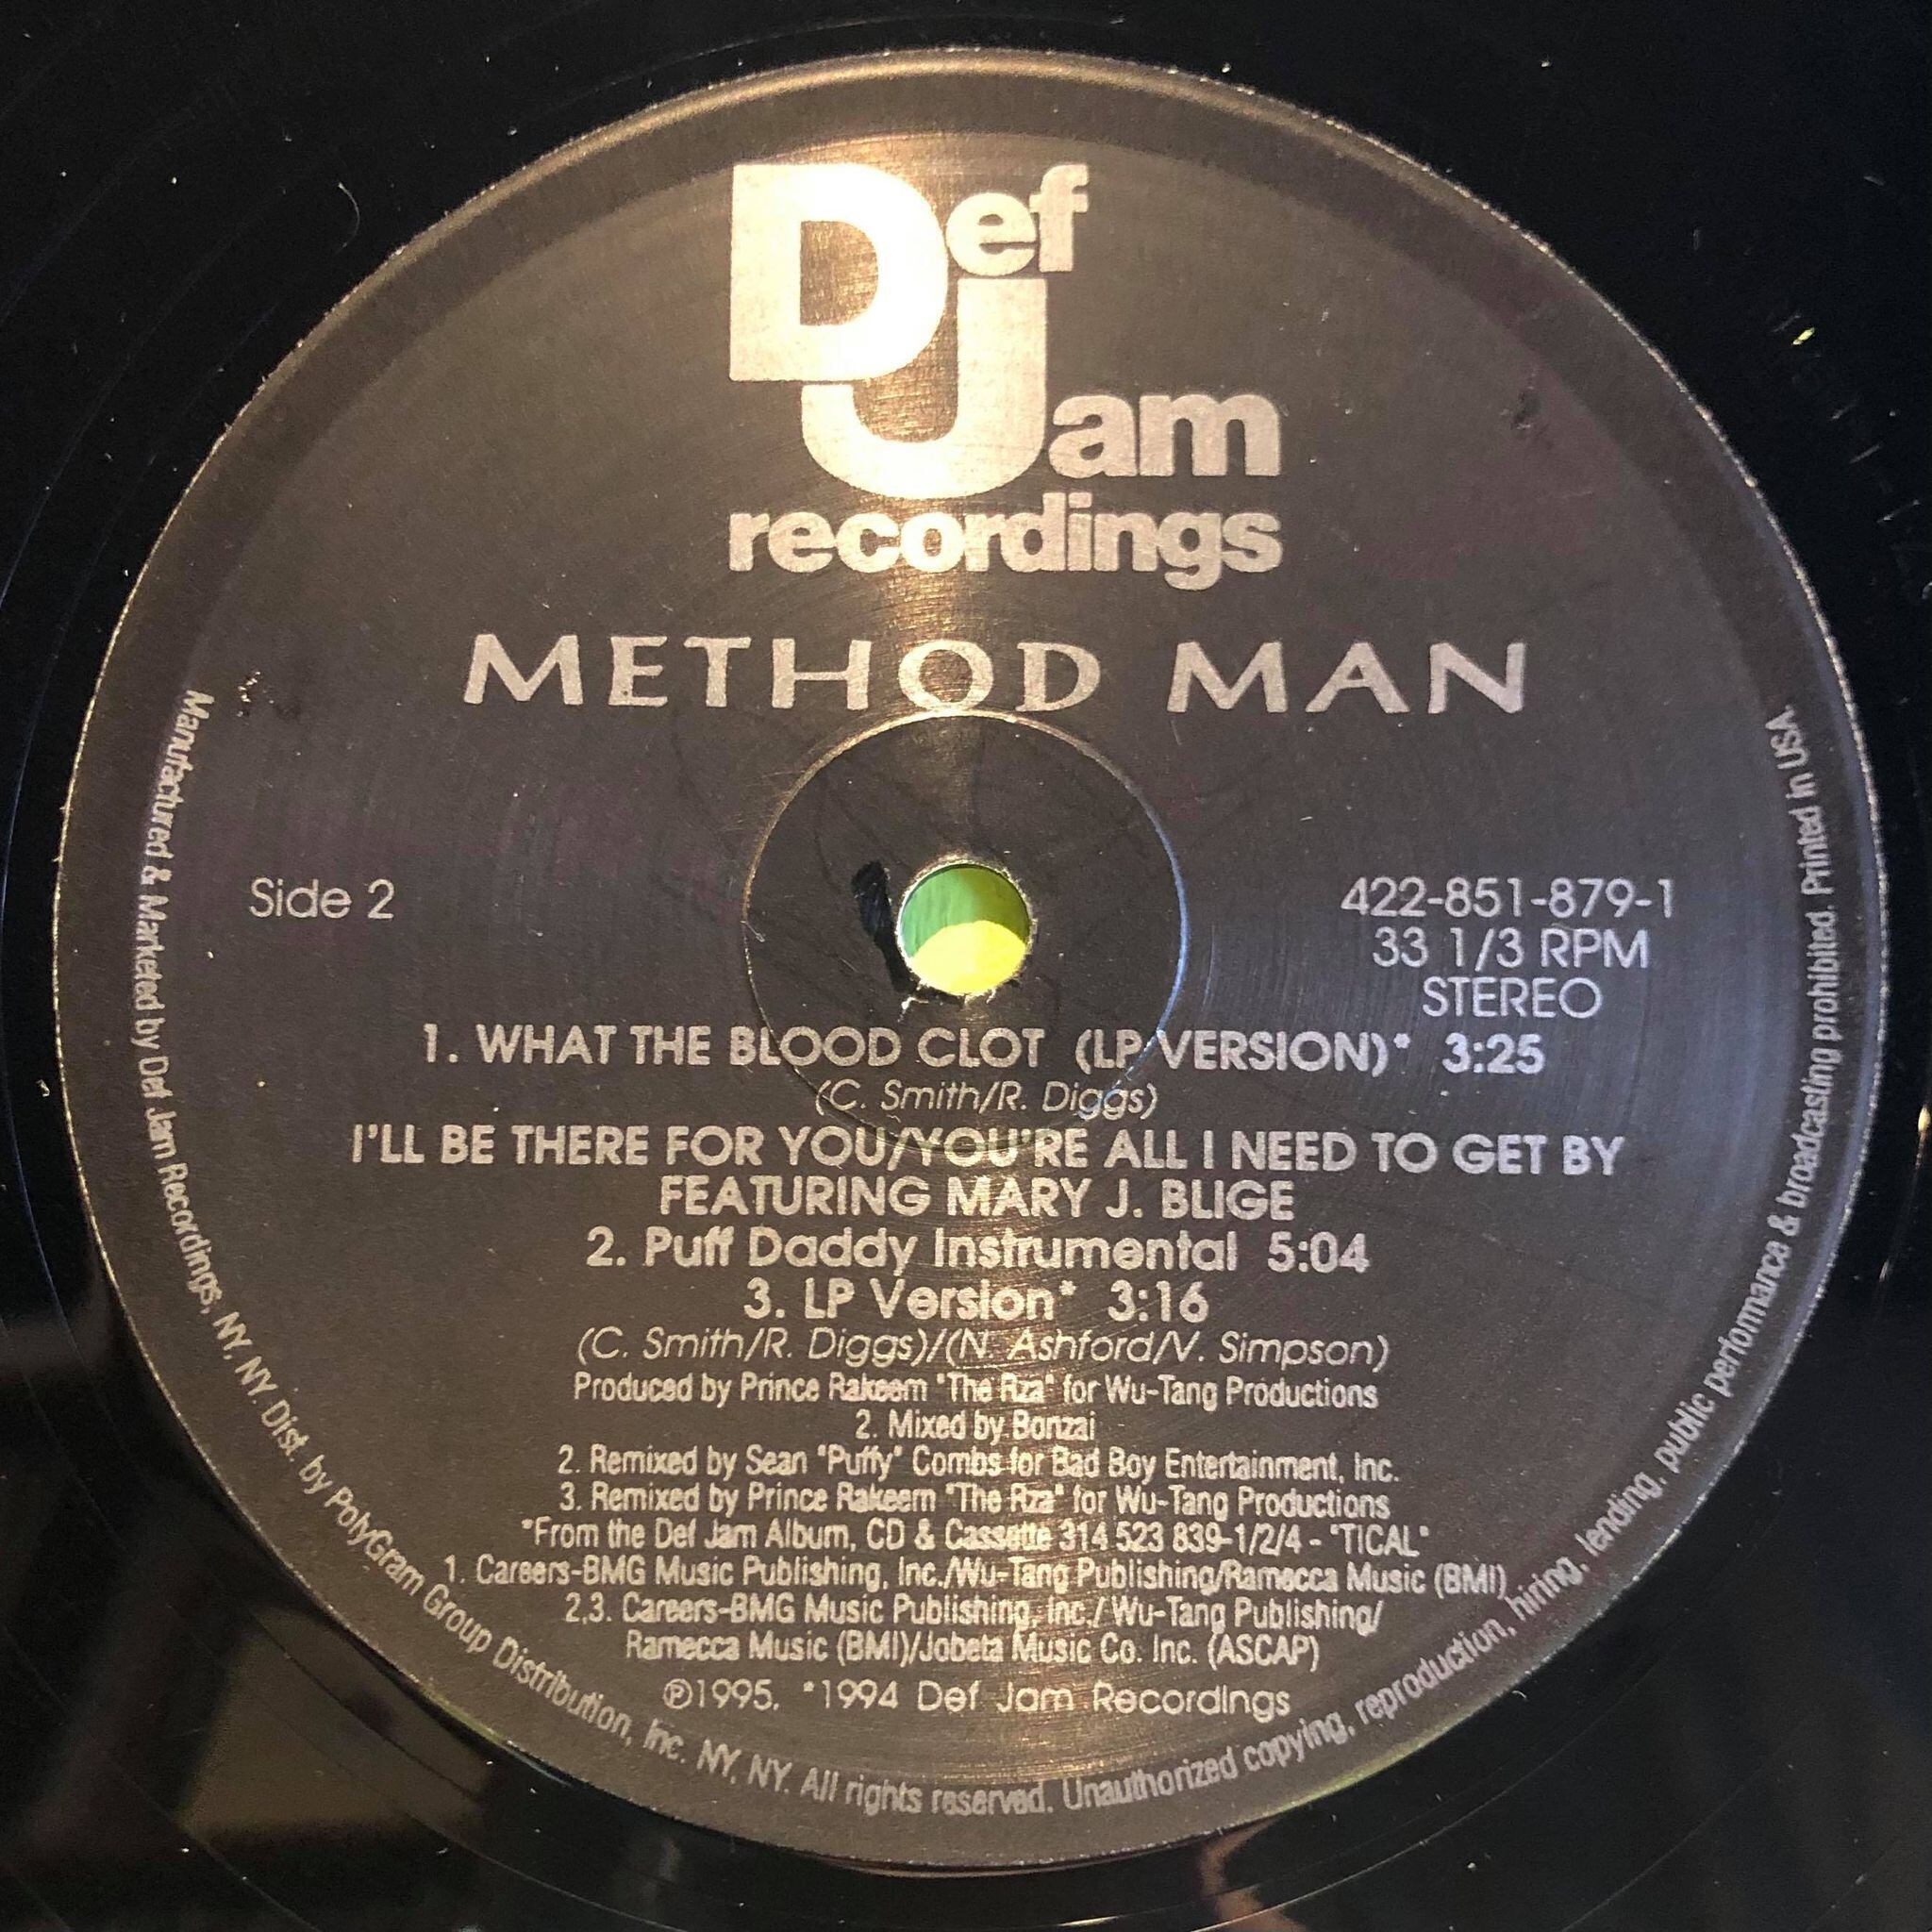 Def
Jam
recordings
METHOD MAN
Side 2
422-851-879-1
33 1/3 RPM
STEREO
1. WHAT THE BLOOD CLOT (LP VERSION)* 3:25
(C. Smith/R. Diggs)
I'LL BE THERE FOR YOU/YOU'RE ALL I NEED TO GET BY
FEATURING MARY J. BLIGE
2. Puff Daddy Instrumental 5:04
3. LP Version* 3:16
(C. Smith/R. Diggs)/(N. Ashford/V. Simpson)
Produced by Prince Rakeem "The Rza" for Wu-Tang Productions
2. Mixed by Bonzai
2. Remixed by Sean "Puffy" Combs for Bad Boy Entertainment, Inc.
3. Remixed by Prince Rakeem "The Rza" for Wu-Tang Productions
*From the Def Jam Album, CD & Cassette 314 523 839-1/2/4 - "TICAL"
1. Careers-BMG Music Publishing, Inc./Wu-Tang Publishing/Ramecca Music (BMI)
2,3. Careers-BMG Music Publishing, Inc./ Wu-Tang Publishing/
Ramecca Music (BMI)/Jobeta Music Co. Inc. (ASCAP)
℗1995, *1994 Def Jam Recordings
Manufactured & Marketed by Def Jam Recordings, NY, NY. Dist. by PolyGram Group Distribution, Inc. NY, NY. All rights reserved. Unauthorized copying, reproduction, hiring, lending, public performance & broadcasting prohibited. Printed in USA.